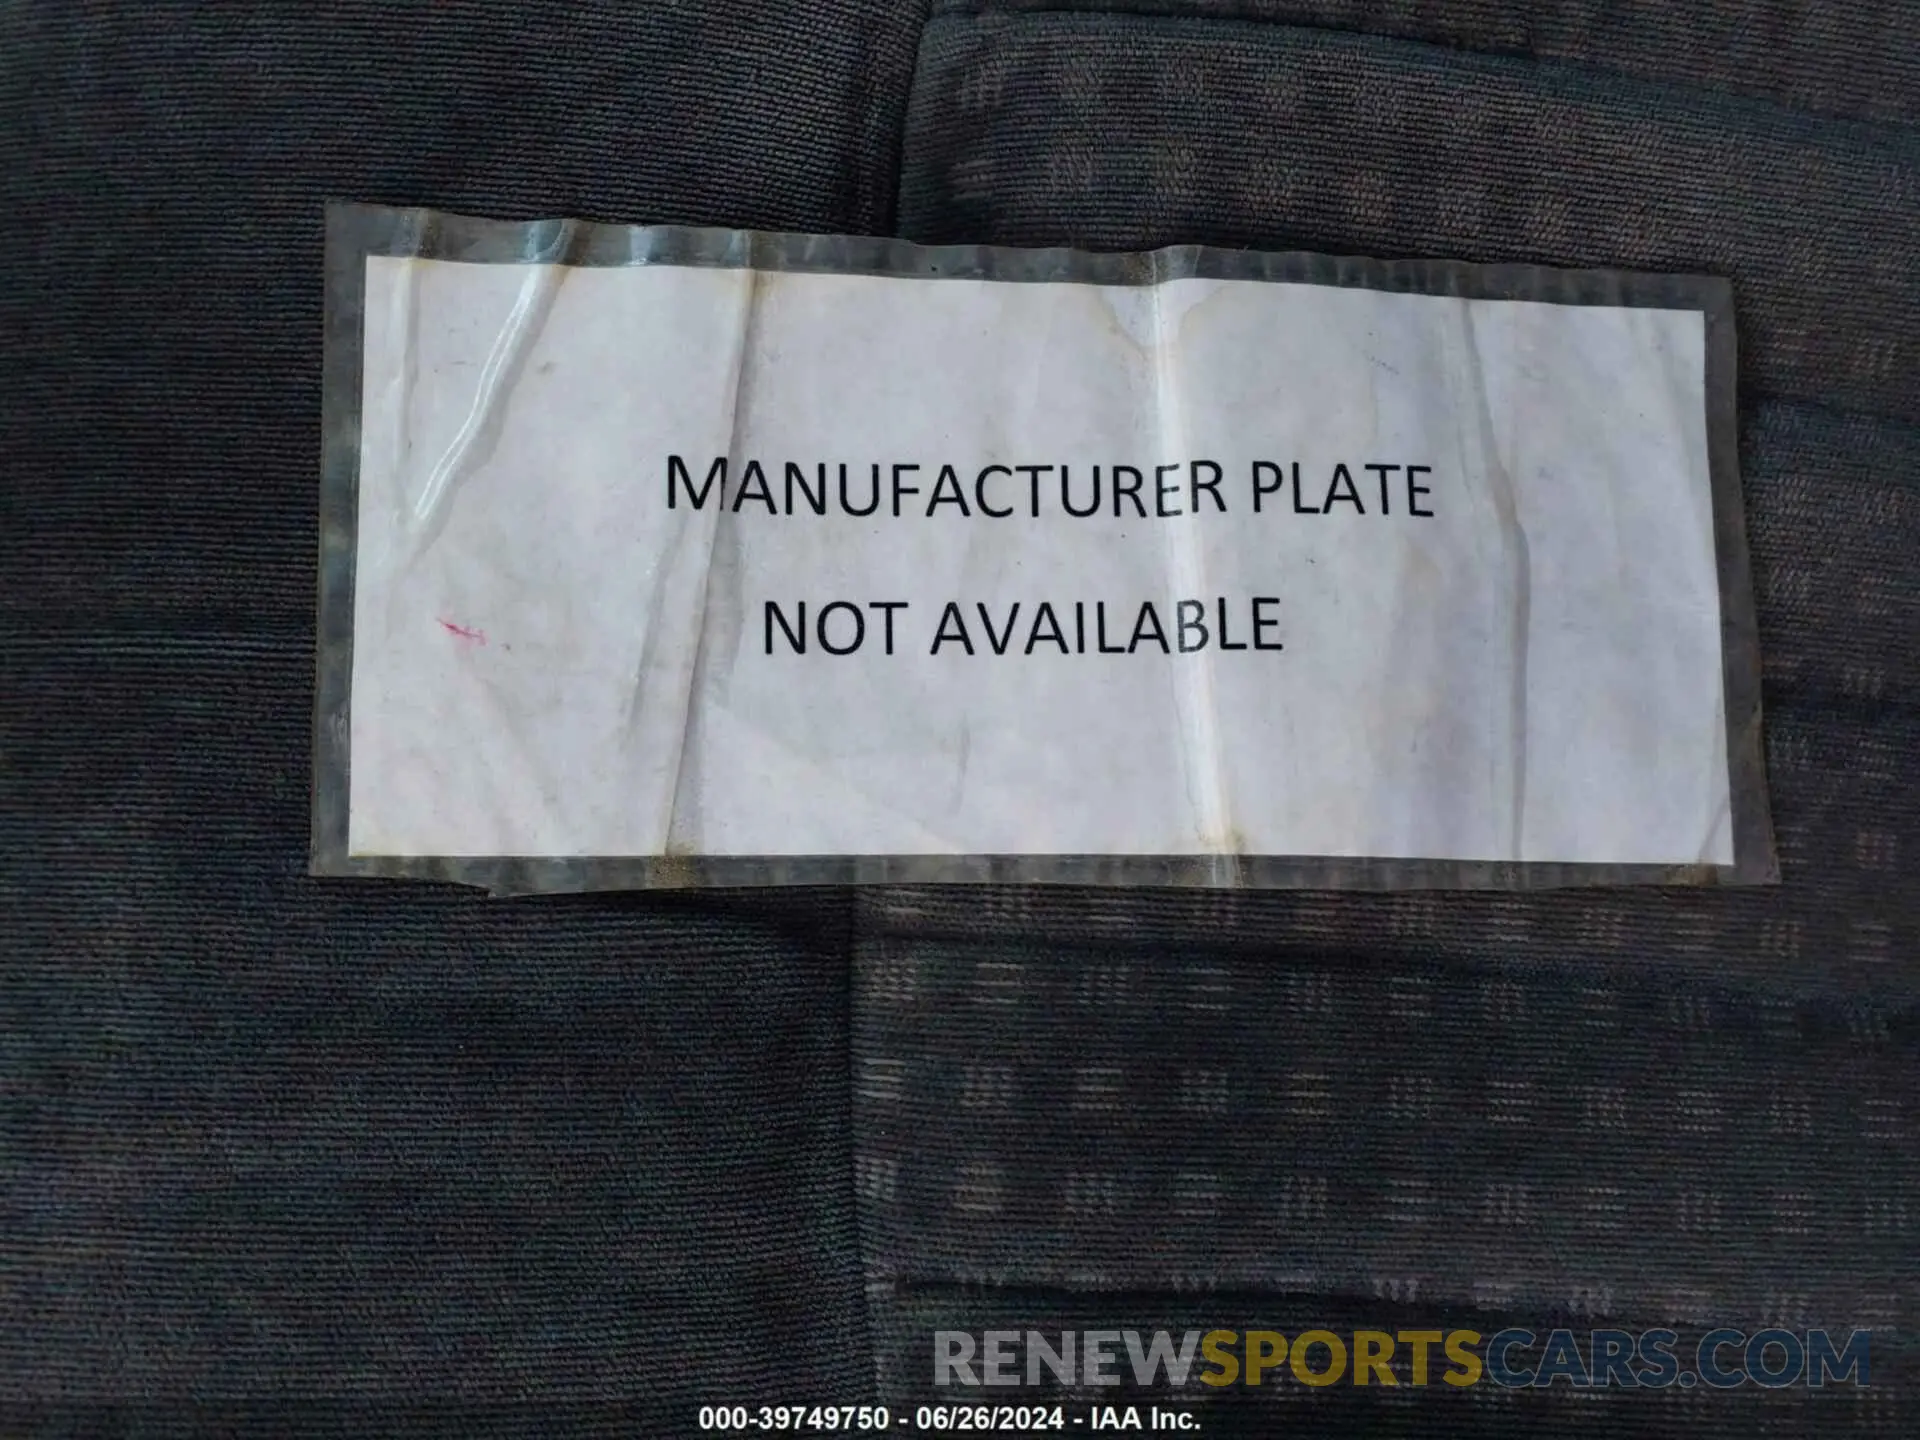 MANUFACTURER PLATE
NOT AVAILABLE
RENEWSPORTSCARS.COM
000-39749750 - 06/26/2024 - IAA Inc.